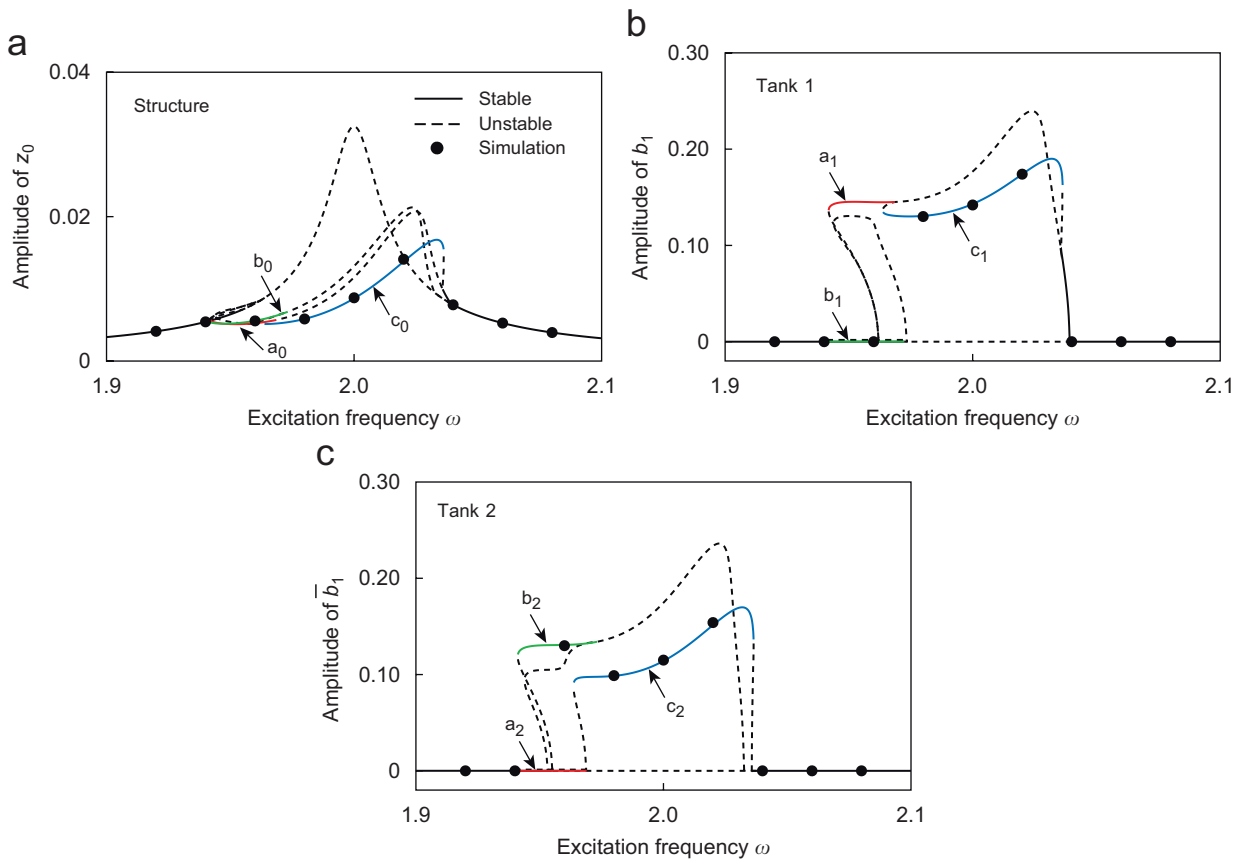 a
0.04
Structure
Stable
Unstable
Simulation
Amplitude of z0
0.02
b0
a0
c0
0
1.9
2.0
2.1
Excitation frequency ω
b
0.30
Tank 1
Amplitude of b1
0.20
a1
c1
0.10
b1
0
1.9
2.0
2.1
Excitation frequency ω
c
0.30
Tank 2
Amplitude of b̅1
0.20
b2
0.10
c2
a2
0
1.9
2.0
2.1
Excitation frequency ω